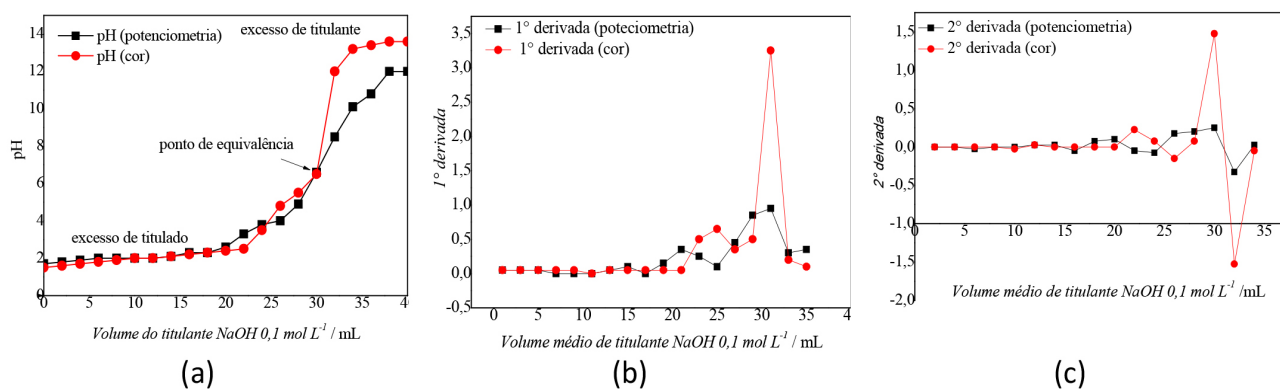 excesso de titulante
pH (potenciometria)
pH (cor)
ponto de equivalência
excesso de titulado
pH
14
12
10
8
6
4
2
0
0 5 10 15 20 25 30 35 40
Volume do titulante NaOH 0,1 mol L⁻¹ / mL
(a)
1° derivada (poteciometria)
1° derivada (cor)
1° derivada
3,5
3,0
2,5
2,0
1,5
1,0
0,5
0,0
-0,5
0 5 10 15 20 25 30 35 4
Volume médio de titulante NaOH 0,1 mol L⁻¹ /mL
(b)
2° derivada (potenciometria)
2° derivada (cor)
2° derivada
1,5
1,0
0,5
0,0
-0,5
-1,0
-1,5
-2,0
0 5 10 15 20 25 30 35
Volume médio de titulante NaOH 0,1 mol L⁻¹ /mL
(c)